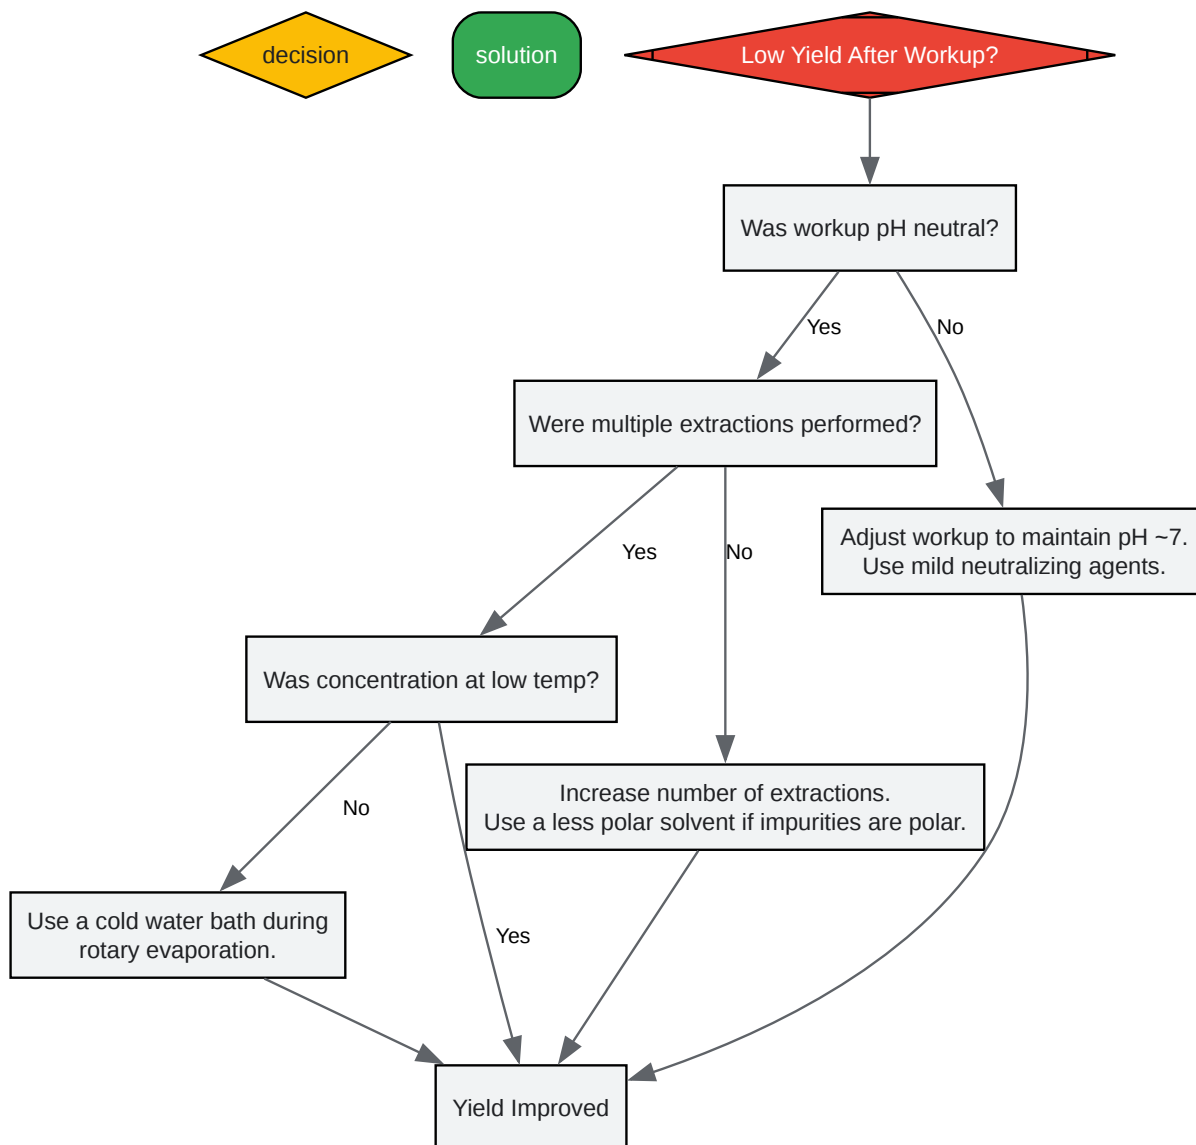 decision
solution
Low Yield After Workup?
Was workup pH neutral?
Yes
No
Were multiple extractions performed?
Adjust workup to maintain pH ~7.
Use mild neutralizing agents.
Yes
No
Was concentration at low temp?
Increase number of extractions.
Use a less polar solvent if impurities are polar.
No
Use a cold water bath during
rotary evaporation.
Yes
Yield Improved